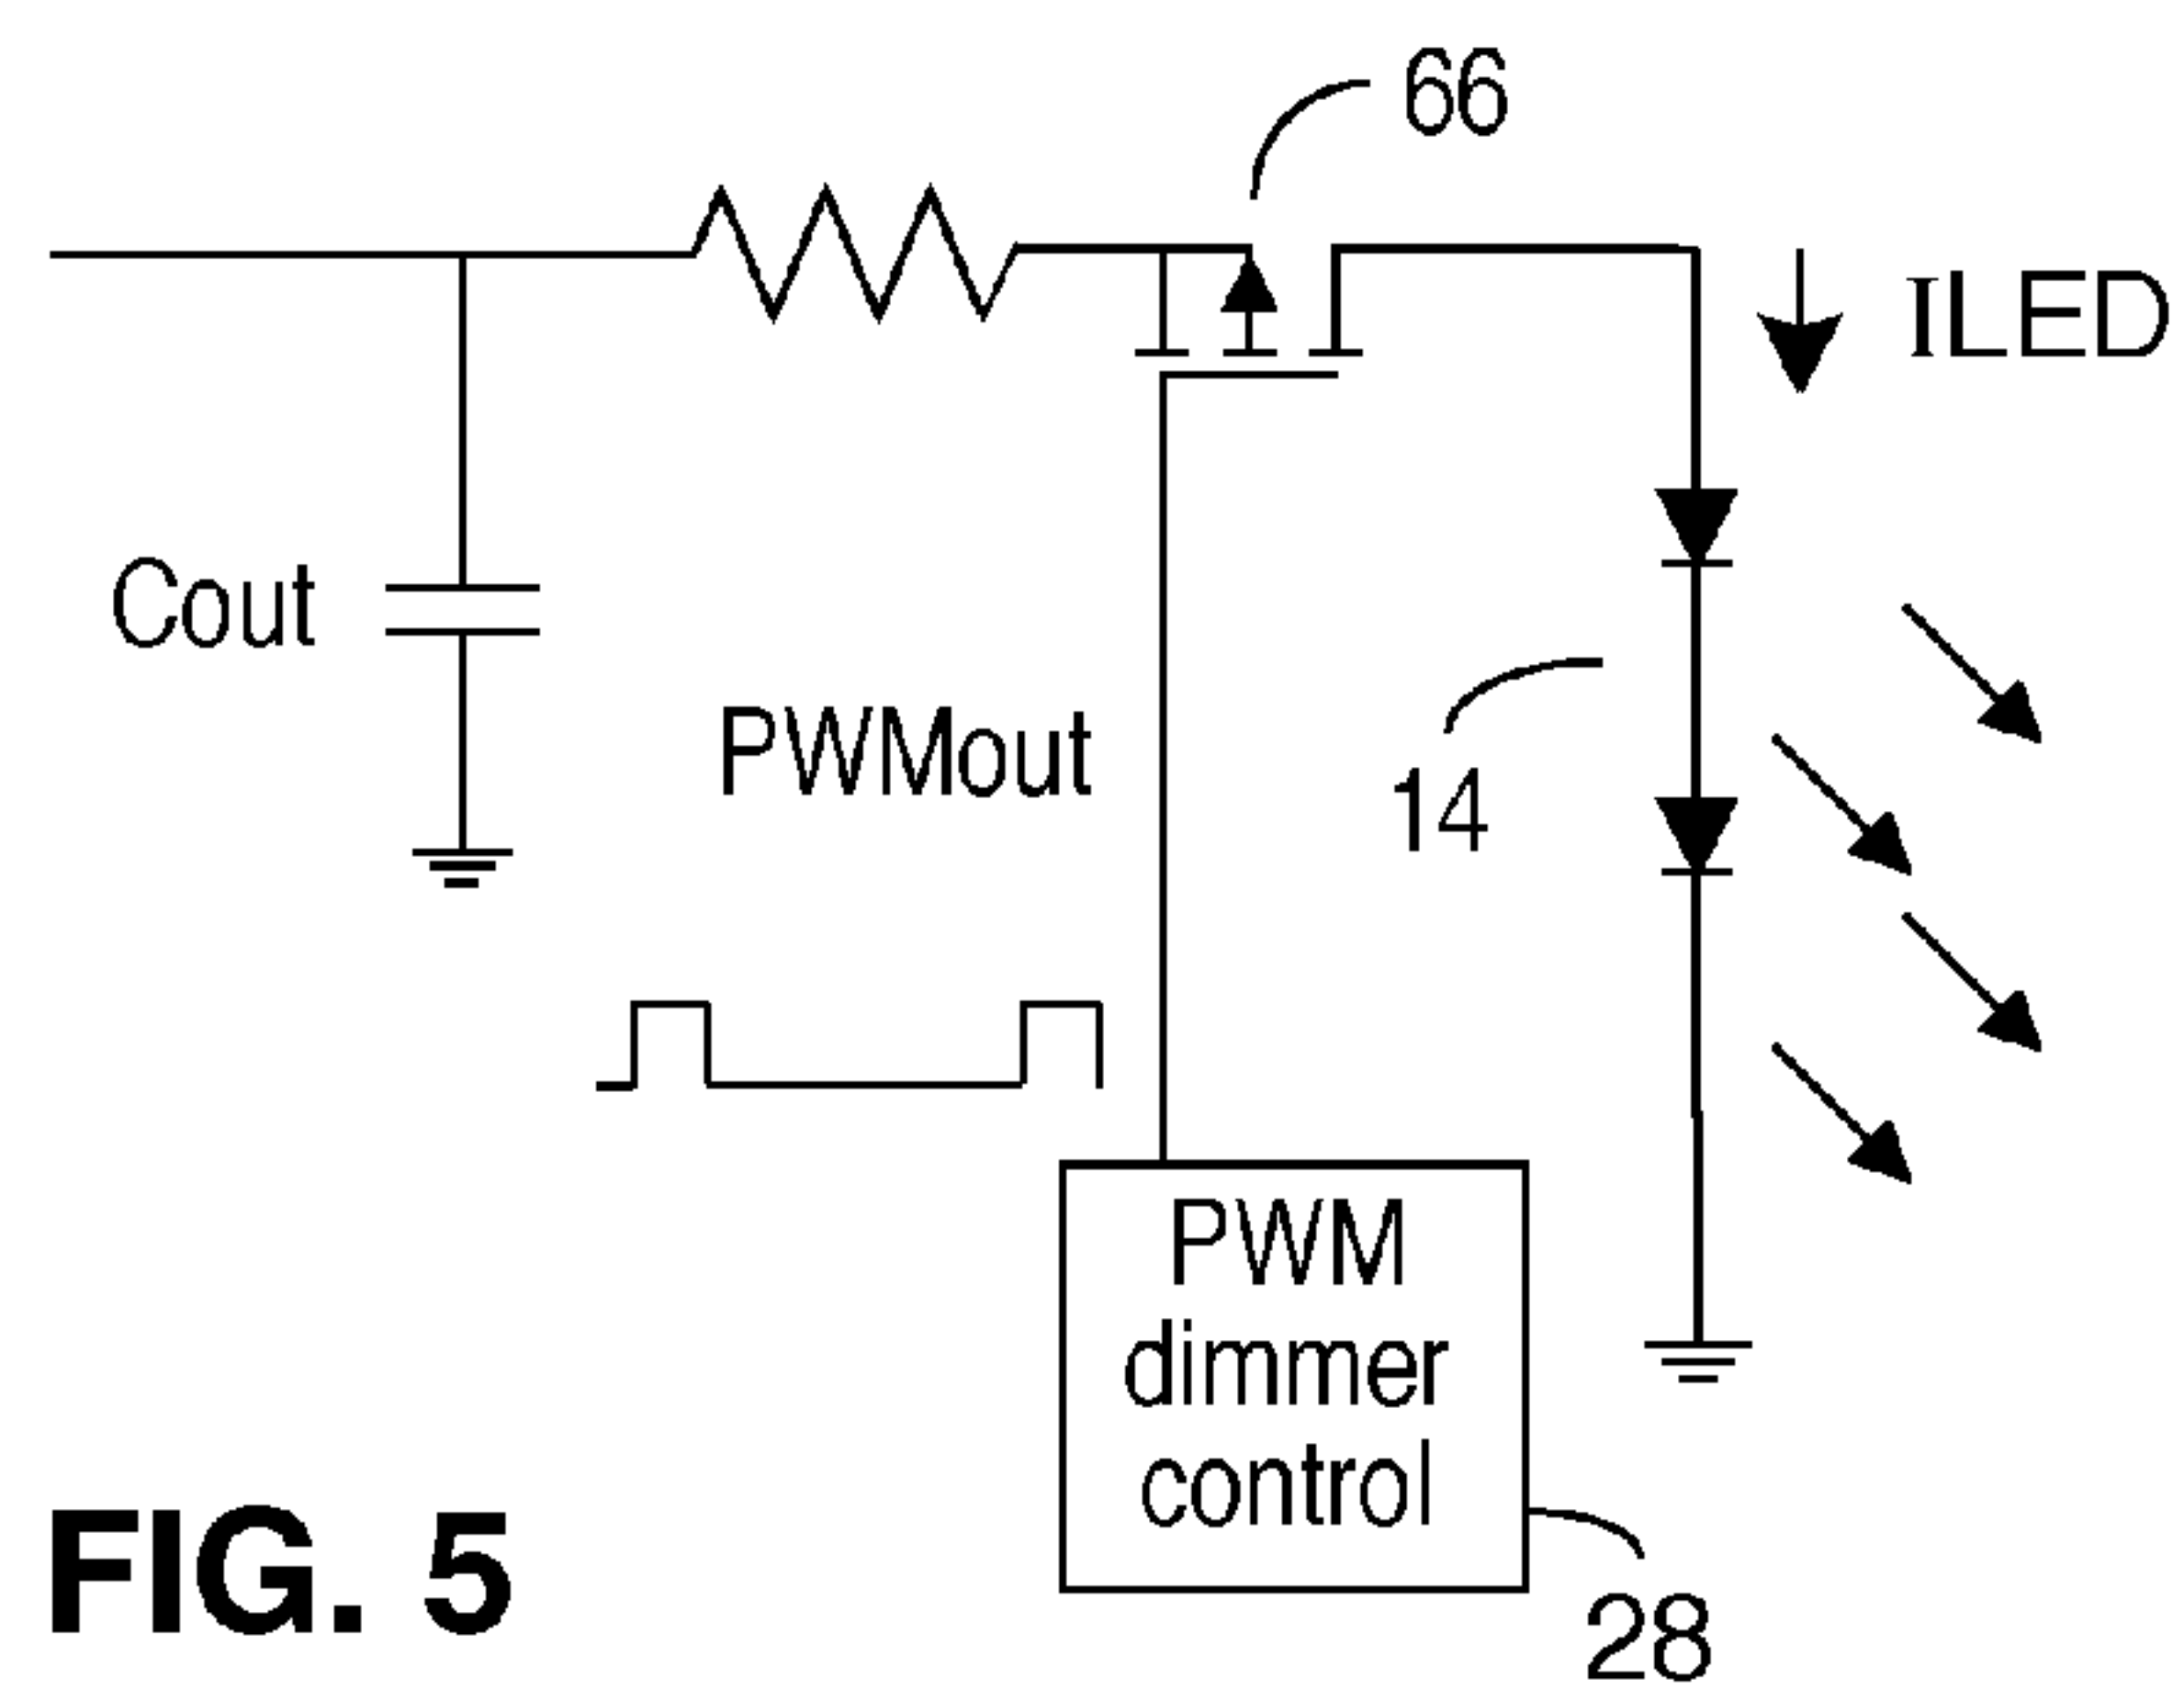 66
ILED
Cout
PWMout
14
PWM
dimmer
control
28
FIG. 5